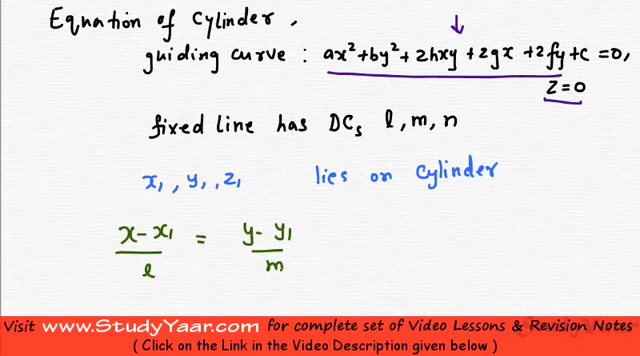 Equation of Cylinder,
guiding curve : ax²+by²+2hxy+2gx+2fy+c=0,
z=0
fixed line has DCs l, m, n
x₁, y₁, z₁ lies on cylinder
x-x₁/l = y-y₁/m
Visit www.StudyYaar.com for complete set of Video Lessons & Revision Notes
( Click on the Link in the Video Description given below )